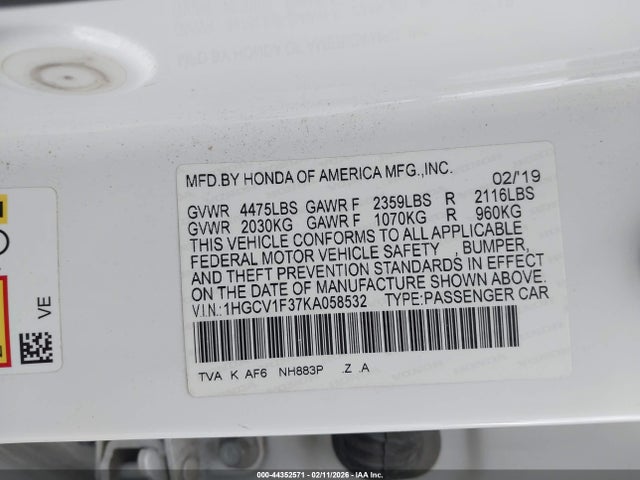 MFD.BY HONDA OF AMERICA MFG.,INC.
02/'19
GVWR 4475LBS GAWR F 2359LBS R 2116LBS
GVWR 2030KG GAWR F 1070KG R 960KG
THIS VEHICLE CONFORMS TO ALL APPLICABLE
FEDERAL MOTOR VEHICLE SAFETY , BUMPER,
AND THEFT PREVENTION STANDARDS IN EFFECT
ON THE DATE OF MANUFACTURE SHOWN ABOVE.
V.I.N.:1HGCV1F37KA058532 TYPE:PASSENGER CAR
TVA K AF6 NH883P .Z .A
VE
000-44352571 | 02/11/2026 | IAA Inc.